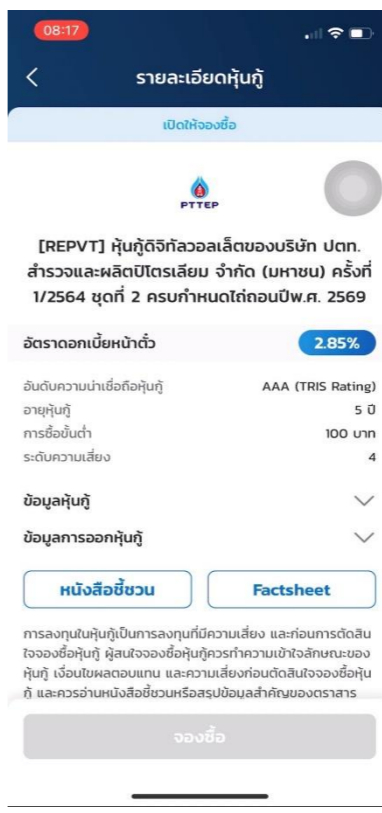 08:17
รายละเอียดหุ้นกู้
เปิดให้จองซื้อ
PTTEP
[REPVT] หุ้นกู้ดิจิทัลวอลเล็ตของบริษัท ปตท.
สำรวจและผลิตปิโตรเลียม จำกัด (มหาชน) ครั้งที่
1/2564 ชุดที่ 2 ครบกำหนดไถ่ถอนปีพ.ศ. 2569
อัตราดอกเบี้ยหน้าตั๋ว 2.85%
อันดับความน่าเชื่อถือหุ้นกู้ AAA (TRIS Rating)
อายุหุ้นกู้ 5 ปี
การซื้อขั้นต่ำ 100 บาท
ระดับความเสี่ยง 4
ข้อมูลหุ้นกู้
ข้อมูลการออกหุ้นกู้
หนังสือชี้ชวน Factsheet
การลงทุนในหุ้นกู้เป็นการลงทุนที่มีความเสี่ยง และก่อนการตัดสิน
ใจจองซื้อหุ้นกู้ ผู้สนใจจองซื้อหุ้นกู้ควรทำความเข้าใจลักษณะของ
หุ้นกู้ เงื่อนไขผลตอบแทน และความเสี่ยงก่อนตัดสินใจจองซื้อหุ้น
กู้ และควรอ่านหนังสือชี้ชวนหรือสรุปข้อมูลสำคัญของตราสาร
จองซื้อ